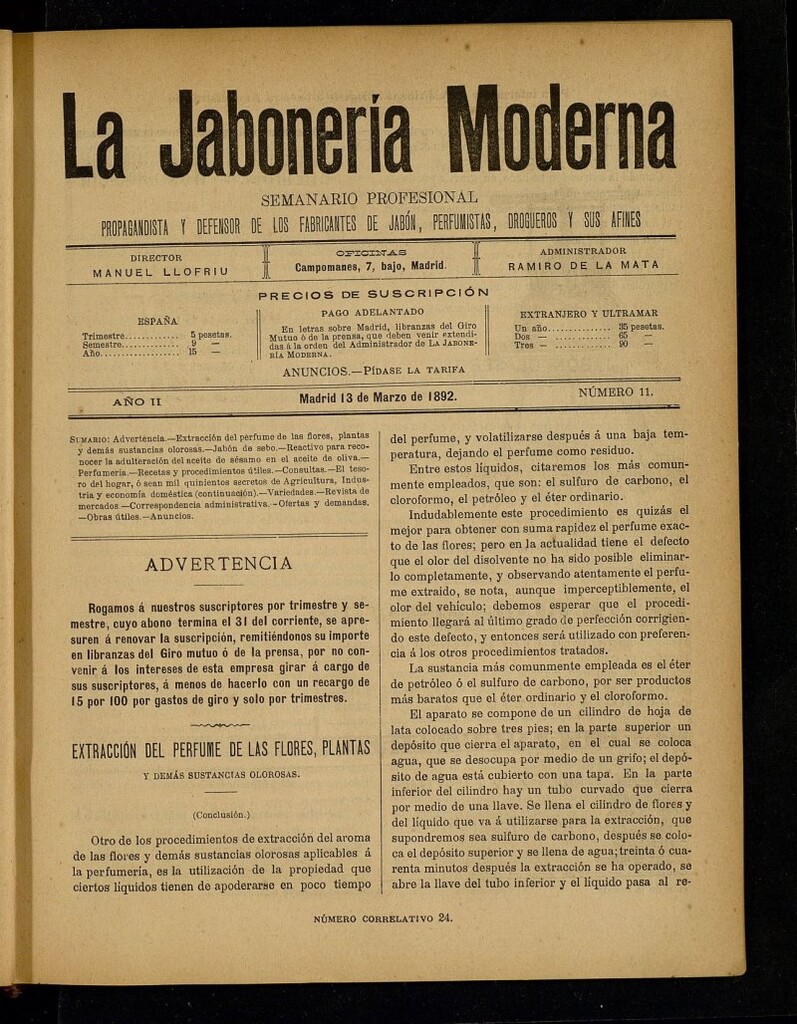 La Jabonería Moderna
SEMANARIO PROFESIONAL
PROPAGANDISTA Y DEFENSOR DE LOS FABRICANTES DE JABÓN, PERFUMISTAS, DROGUEROS Y SUS AFINES
DIRECTOR
MANUEL LLOFRIU
OFICINAS
Campomanes, 7, bajo, Madrid.
ADMINISTRADOR
RAMIRO DE LA MATA
PRECIOS DE SUSCRIPCIÓN
ESPAÑA
Trimestre............ 5 pesetas.
Semestre............ 9 —
Año.................. 15 —
PAGO ADELANTADO
En letras sobre Madrid, libranzas del Giro
Mutuo ó de la prensa, que deben venir extendi-
das á la orden del Administrador de LA JABONE-
RÍA MODERNA.
EXTRANJERO Y ULTRAMAR
Un año.............. 35 pesetas.
Dos — .............. 65 —
Tres — ............. 90 —
ANUNCIOS.—PÍDASE LA TARIFA
AÑO II
Madrid 13 de Marzo de 1892.
NÚMERO 11.
SUMARIO: Advertencia.—Extracción del perfume de las flores, plantas
y demás sustancias olorosas.—Jabón de sebo.—Reactivo para reco-
nocer la adulteración del aceite de sésamo en el aceite de oliva.—
Perfumería.—Recetas y procedimientos útiles.—Consultas.—El teso-
ro del hogar, ó sean mil quinientos secretos de Agricultura, Indus-
tria y economía doméstica (continuación).—Variedades.—Revista de
mercados.—Correspondencia administrativa.—Ofertas y demandas.
—Obras útiles.—Anuncios.
ADVERTENCIA
Rogamos á nuestros suscriptores por trimestre y se-
mestre, cuyo abono termina el 31 del corriente, se apre-
suren á renovar la suscripción, remitiéndonos su importe
en libranzas del Giro mutuo ó de la prensa, por no con-
venir á los intereses de esta empresa girar á cargo de
sus suscriptores, á menos de hacerlo con un recargo de
15 por 100 por gastos de giro y solo por trimestres.
EXTRACCIÓN DEL PERFUME DE LAS FLORES, PLANTAS
Y DEMÁS SUSTANCIAS OLOROSAS.
(Conclusión.)
Otro de los procedimientos de extracción del aroma
de las flores y demás sustancias olorosas aplicables á
la perfumería, es la utilización de la propiedad que
ciertos líquidos tienen de apoderarse en poco tiempo
del perfume, y volatilizarse después á una baja tem-
peratura, dejando el perfume como residuo.
Entre estos líquidos, citaremos los más comun-
mente empleados, que son: el sulfuro de carbono, el
cloroformo, el petróleo y el éter ordinario.
Indudablemente este procedimiento es quizás el
mejor para obtener con suma rapidez el perfume exac-
to de las flores; pero en la actualidad tiene el defecto
que el olor del disolvente no ha sido posible eliminar-
lo completamente, y observando atentamente el perfu-
me extraido, se nota, aunque imperceptiblemente, el
olor del vehículo; debemos esperar que el procedi-
miento llegará al último grado de perfección corrigien-
do este defecto, y entonces será utilizado con preferen-
cia á los otros procedimientos tratados.
La sustancia más comunmente empleada es el éter
de petróleo ó el sulfuro de carbono, por ser productos
más baratos que el éter ordinario y el cloroformo.
El aparato se compone de un cilindro de hoja de
lata colocado sobre tres pies; en la parte superior un
depósito que cierra el aparato, en el cual se coloca
agua, que se desocupa por medio de un grifo; el depó-
sito de agua está cubierto con una tapa. En la parte
inferior del cilindro hay un tubo curvado que cierra
por medio de una llave. Se llena el cilindro de flores y
del líquido que va á utilizarse para la extracción, que
supondremos sea sulfuro de carbono, después se colo-
ca el depósito superior y se llena de agua; treinta ó cua-
renta minutos después la extracción se ha operado, se
abre la llave del tubo inferior y el líquido pasa al re-
NÚMERO CORRELATIVO 24.